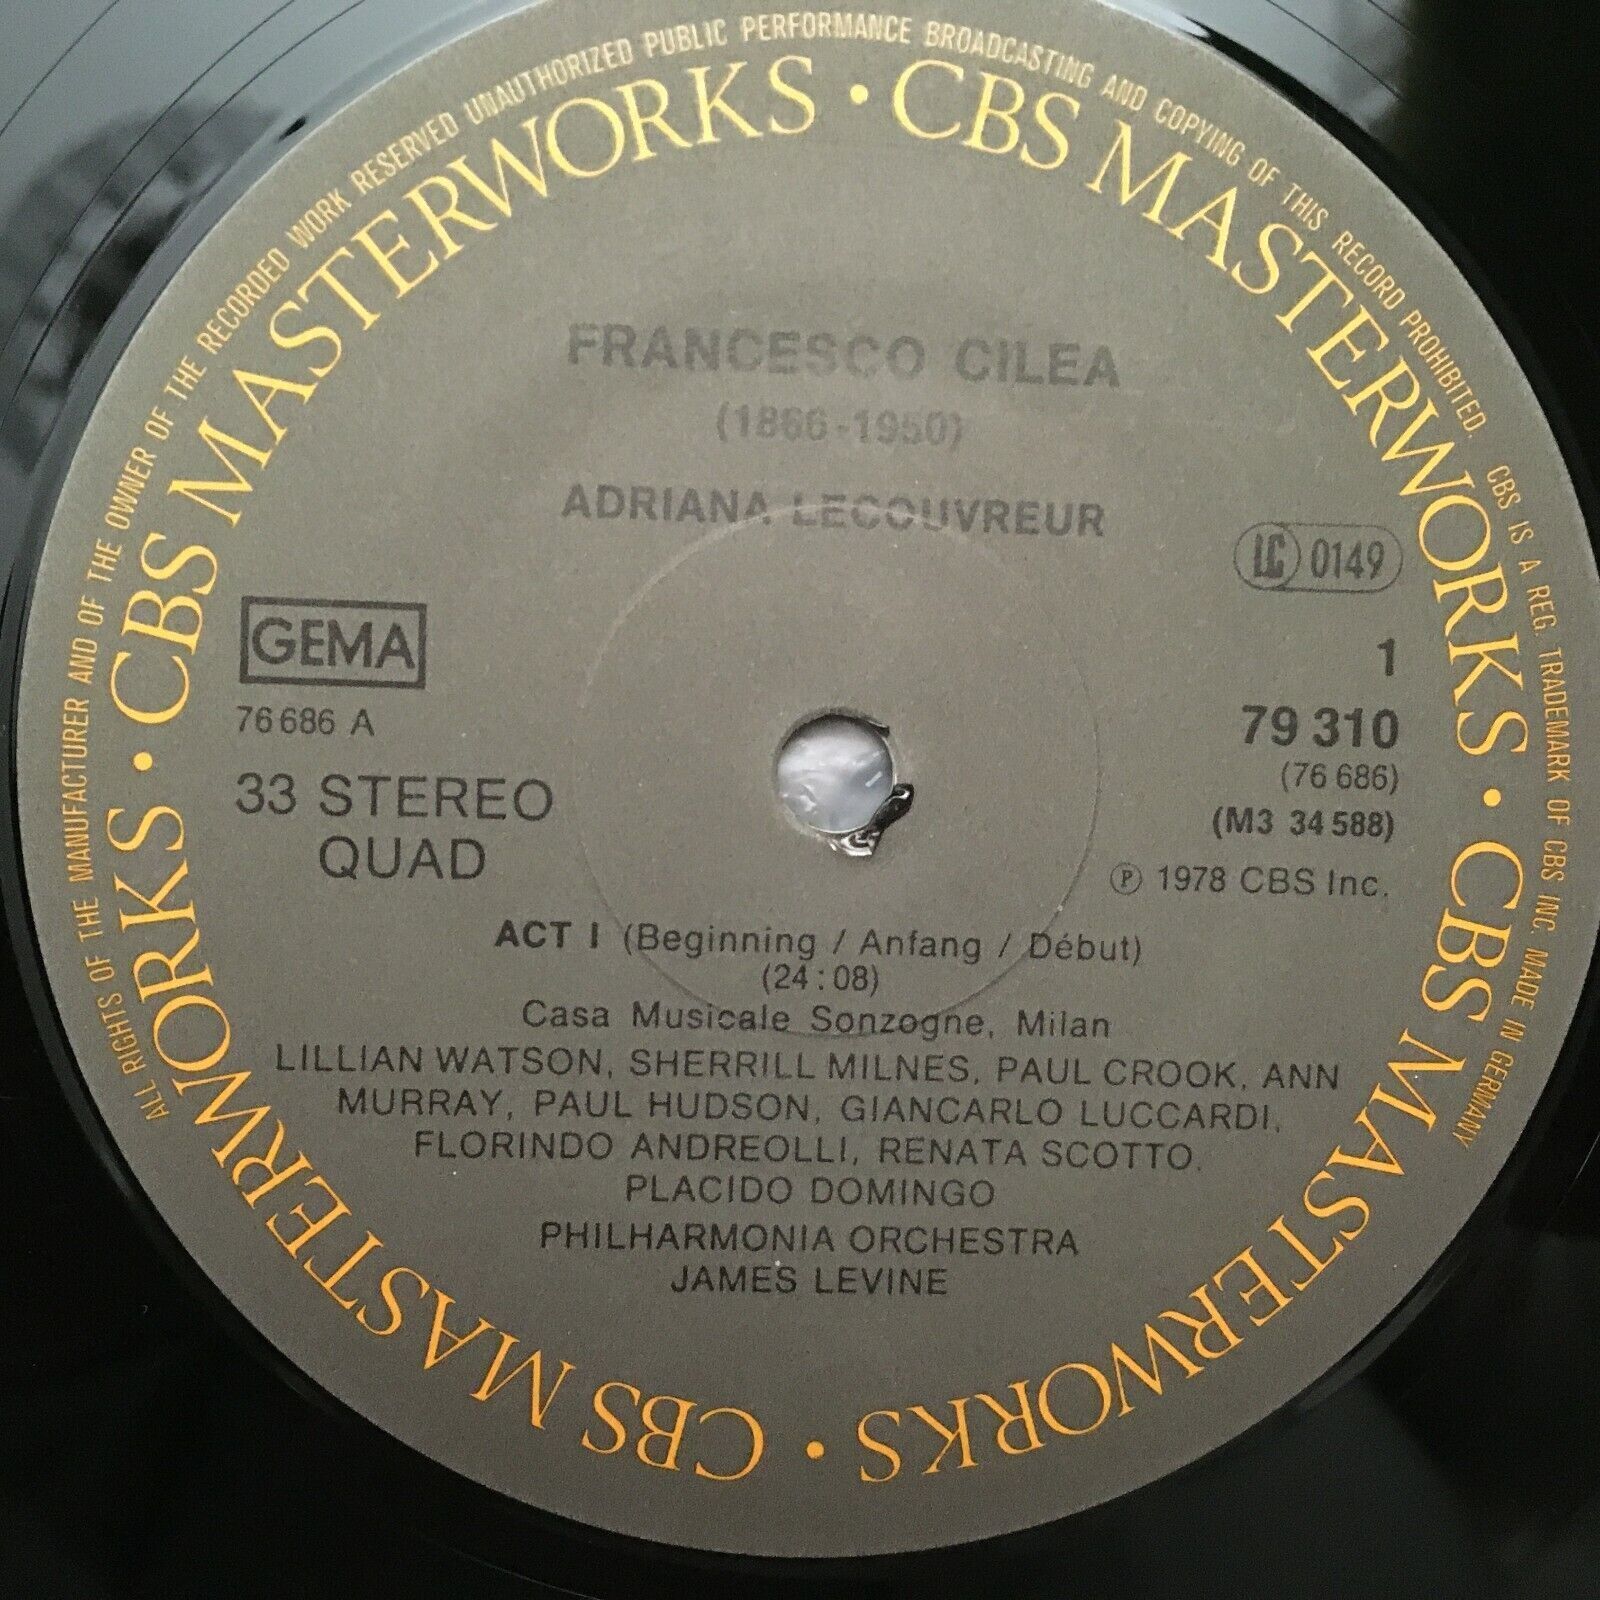 ALL RIGHTS OF THE MANUFACTURER AND OF THE OWNER OF THE RECORDED WORK RESERVED UNAUTHORIZED PUBLIC PERFORMANCE BROADCASTING AND COPYING OF THIS RECORD PROHIBITED. CBS IS A REG. TRADEMARK OF CBS INC. MADE IN GERMANY
CBS MASTERWORKS · CBS MASTERWORKS · CBS MASTERWORKS · CBS MASTERWORKS ·
FRANCESCO CILEA
(1866-1950)
ADRIANA LECOUVREUR
LC 0149
GEMA
1
76 686 A
79 310
(76 686)
33 STEREO
QUAD
(M3 34 588)
℗ 1978 CBS Inc.
ACT I (Beginning / Anfang / Début)
(24:08)
Casa Musicale Sonzogne, Milan
LILLIAN WATSON, SHERRILL MILNES, PAUL CROOK, ANN
MURRAY, PAUL HUDSON, GIANCARLO LUCCARDI,
FLORINDO ANDREOLLI, RENATA SCOTTO,
PLACIDO DOMINGO
PHILHARMONIA ORCHESTRA
JAMES LEVINE